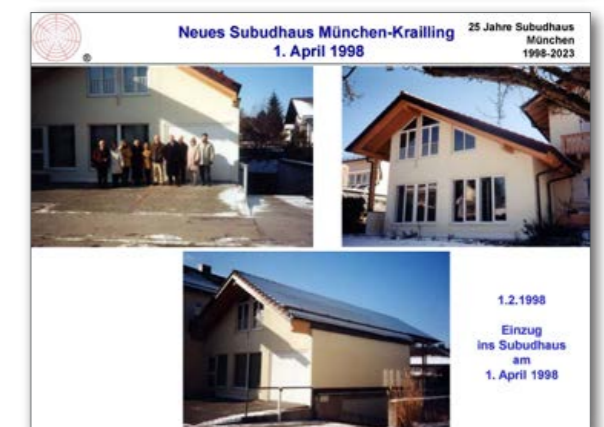 ®
Neues Subudhaus München-Krailling
1. April 1998
25 Jahre Subudhaus
München
1998-2023
1.2.1998
Einzug
ins Subudhaus
am
1. April 1998